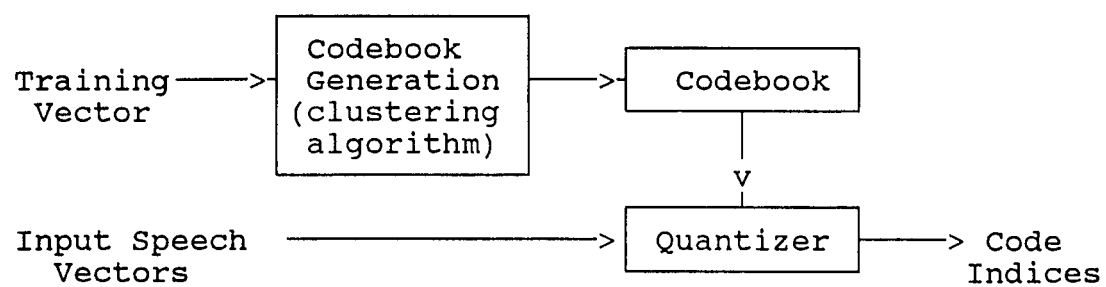 Training
Vector
Codebook
Generation
(clustering
algorithm)
Codebook
Input Speech
Vectors
Quantizer
Code
Indices